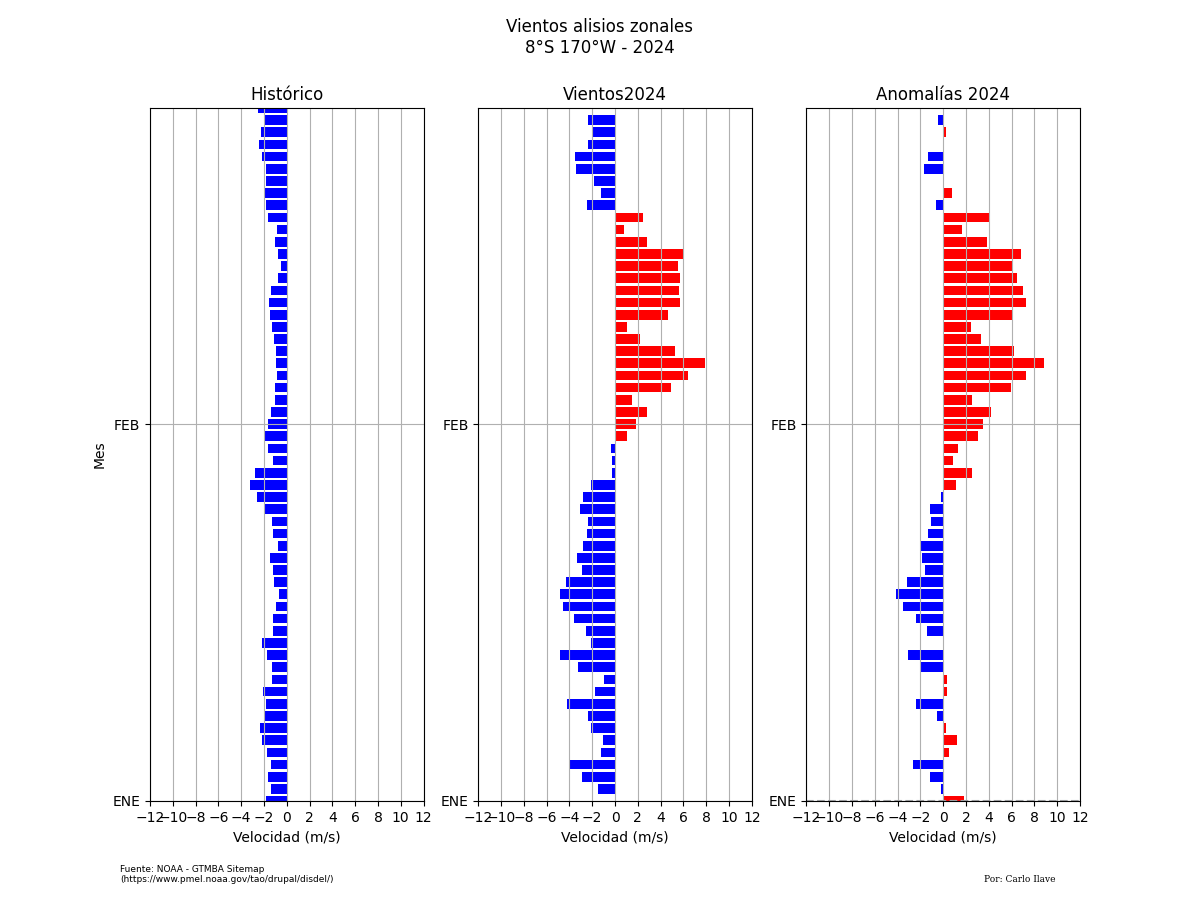 Vientos alisios zonales
8°S 170°W - 2024
Histórico
Vientos2024
Anomalías 2024
Mes
FEB
FEB
FEB
ENE
ENE
ENE
−12 −10 −8 −6 −4 −2 0 2 4 6 8 10 12
−12 −10 −8 −6 −4 −2 0 2 4 6 8 10 12
−12 −10 −8 −6 −4 −2 0 2 4 6 8 10 12
Velocidad (m/s)
Velocidad (m/s)
Velocidad (m/s)
Fuente: NOAA - GTMBA Sitemap
(https://www.pmel.noaa.gov/tao/drupal/disdel/)
Por: Carlo Ilave